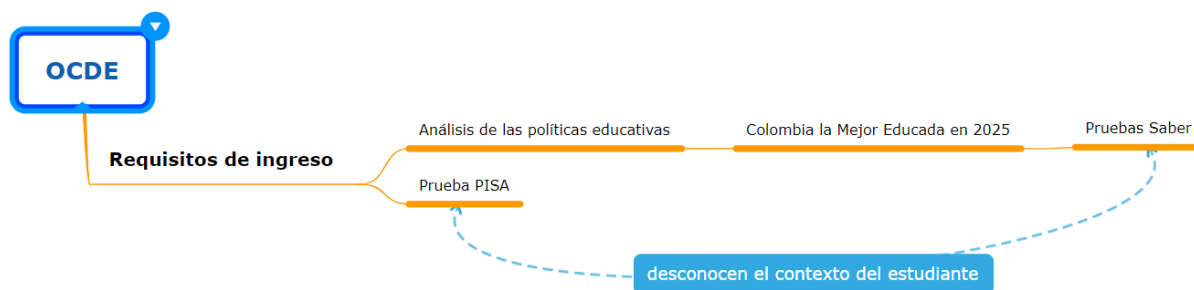 OCDE
Requisitos de ingreso
Análisis de las políticas educativas
Colombia la Mejor Educada en 2025
Pruebas Saber
Prueba PISA
desconocen el contexto del estudiante